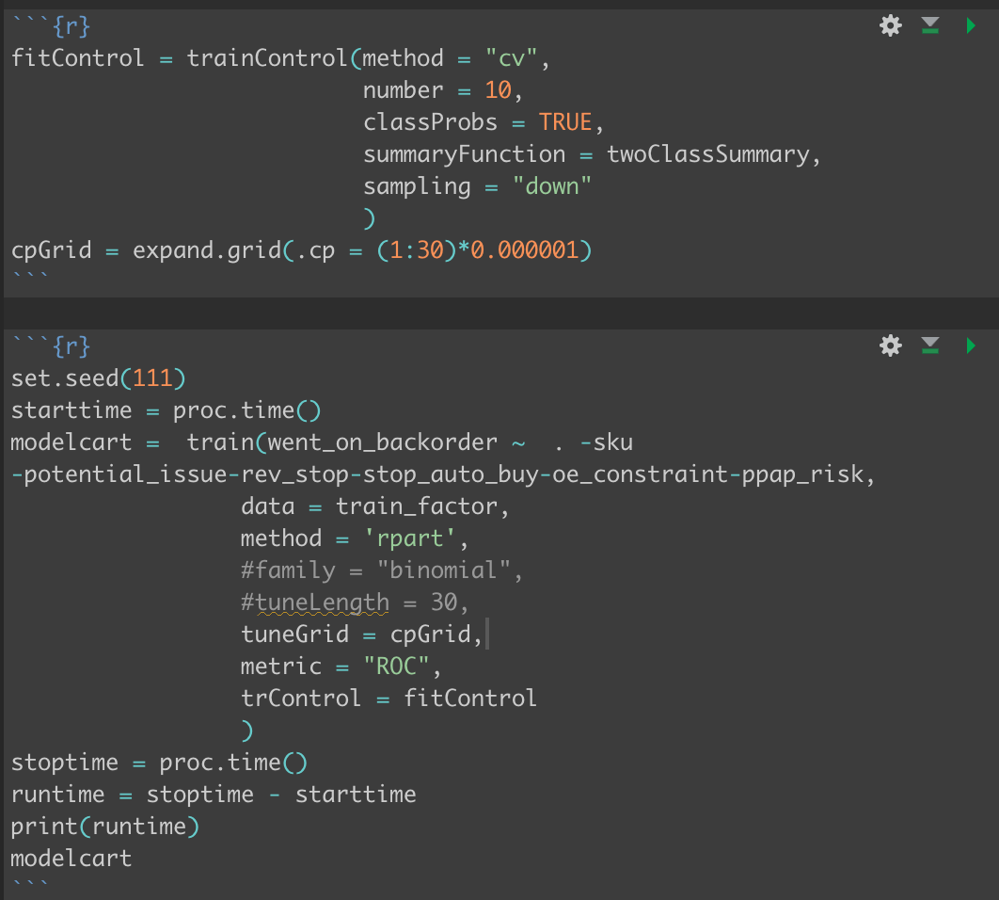 ```{r}
fitControl = trainControl(method = "cv",
                          number = 10,
                          classProbs = TRUE,
                          summaryFunction = twoClassSummary,
                          sampling = "down"
                          )
cpGrid = expand.grid(.cp = (1:30)*0.000001)
```
```{r}
set.seed(111)
starttime = proc.time()
modelcart =  train(went_on_backorder ~  . -sku
-potential_issue-rev_stop-stop_auto_buy-oe_constraint-ppap_risk,
                 data = train_factor,
                 method = 'rpart',
                 #family = "binomial",
                 #tuneLength = 30,
                 tuneGrid = cpGrid,
                 metric = "ROC",
                 trControl = fitControl
                 )
stoptime = proc.time()
runtime = stoptime - starttime
print(runtime)
modelcart
```